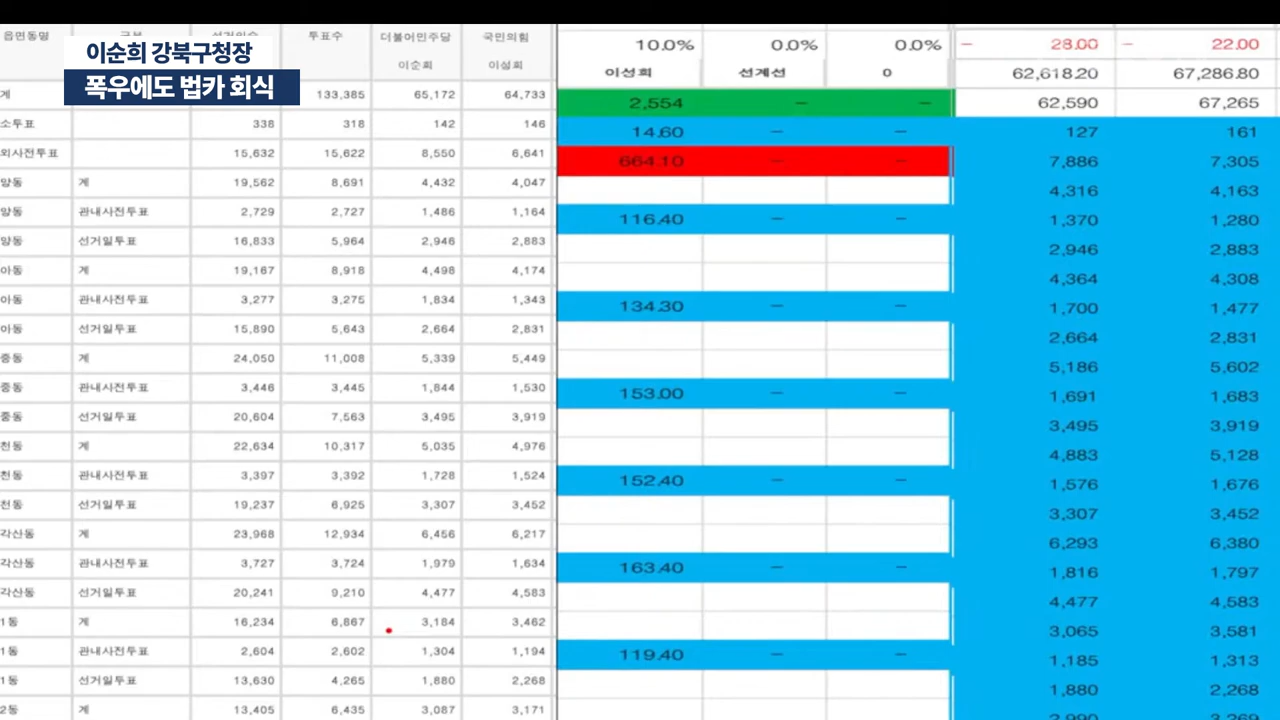 이순희 강북구청장
폭우에도 법카 회식
읍면동명 투표수 더불어민주당 국민의힘 10.0% 0.0% 0.0% – 28.00 – 22.00
이순희 이성희 이성희 선계선 0 62,618.20 67,286.80
계 133,385 65,172 64,733 2,554 – – 62,590 67,265
소투표 338 318 142 146 14.60 – – 127 161
외사전투표 15,632 15,622 8,550 6,641 664.10 – – 7,886 7,305
양동 계 19,562 8,691 4,432 4,047 4,316 4,163
양동 관내사전투표 2,729 2,727 1,486 1,164 116.40 – – 1,370 1,280
양동 선거일투표 16,833 5,964 2,946 2,883 2,946 2,883
아동 계 19,167 8,918 4,498 4,174 4,364 4,308
아동 관내사전투표 3,277 3,275 1,834 1,343 134.30 – – 1,700 1,477
아동 선거일투표 15,890 5,643 2,664 2,831 2,664 2,831
중동 계 24,050 11,008 5,339 5,449 5,186 5,602
중동 관내사전투표 3,446 3,445 1,844 1,530 153.00 – – 1,691 1,683
중동 선거일투표 20,604 7,563 3,495 3,919 3,495 3,919
천동 계 22,634 10,317 5,035 4,976 4,883 5,128
천동 관내사전투표 3,397 3,392 1,728 1,524 152.40 – – 1,576 1,676
천동 선거일투표 19,237 6,925 3,307 3,452 3,307 3,452
각산동 계 23,968 12,934 6,456 6,217 6,293 6,380
각산동 관내사전투표 3,727 3,724 1,979 1,634 163.40 – – 1,816 1,797
각산동 선거일투표 20,241 9,210 4,477 4,583 4,477 4,583
1동 계 16,234 6,867 3,184 3,462 3,065 3,581
1동 관내사전투표 2,604 2,602 1,304 1,194 119.40 – – 1,185 1,313
1동 선거일투표 13,630 4,265 1,880 2,268 1,880 2,268
2동 계 13,405 6,435 3,087 3,171 2,990 3,269